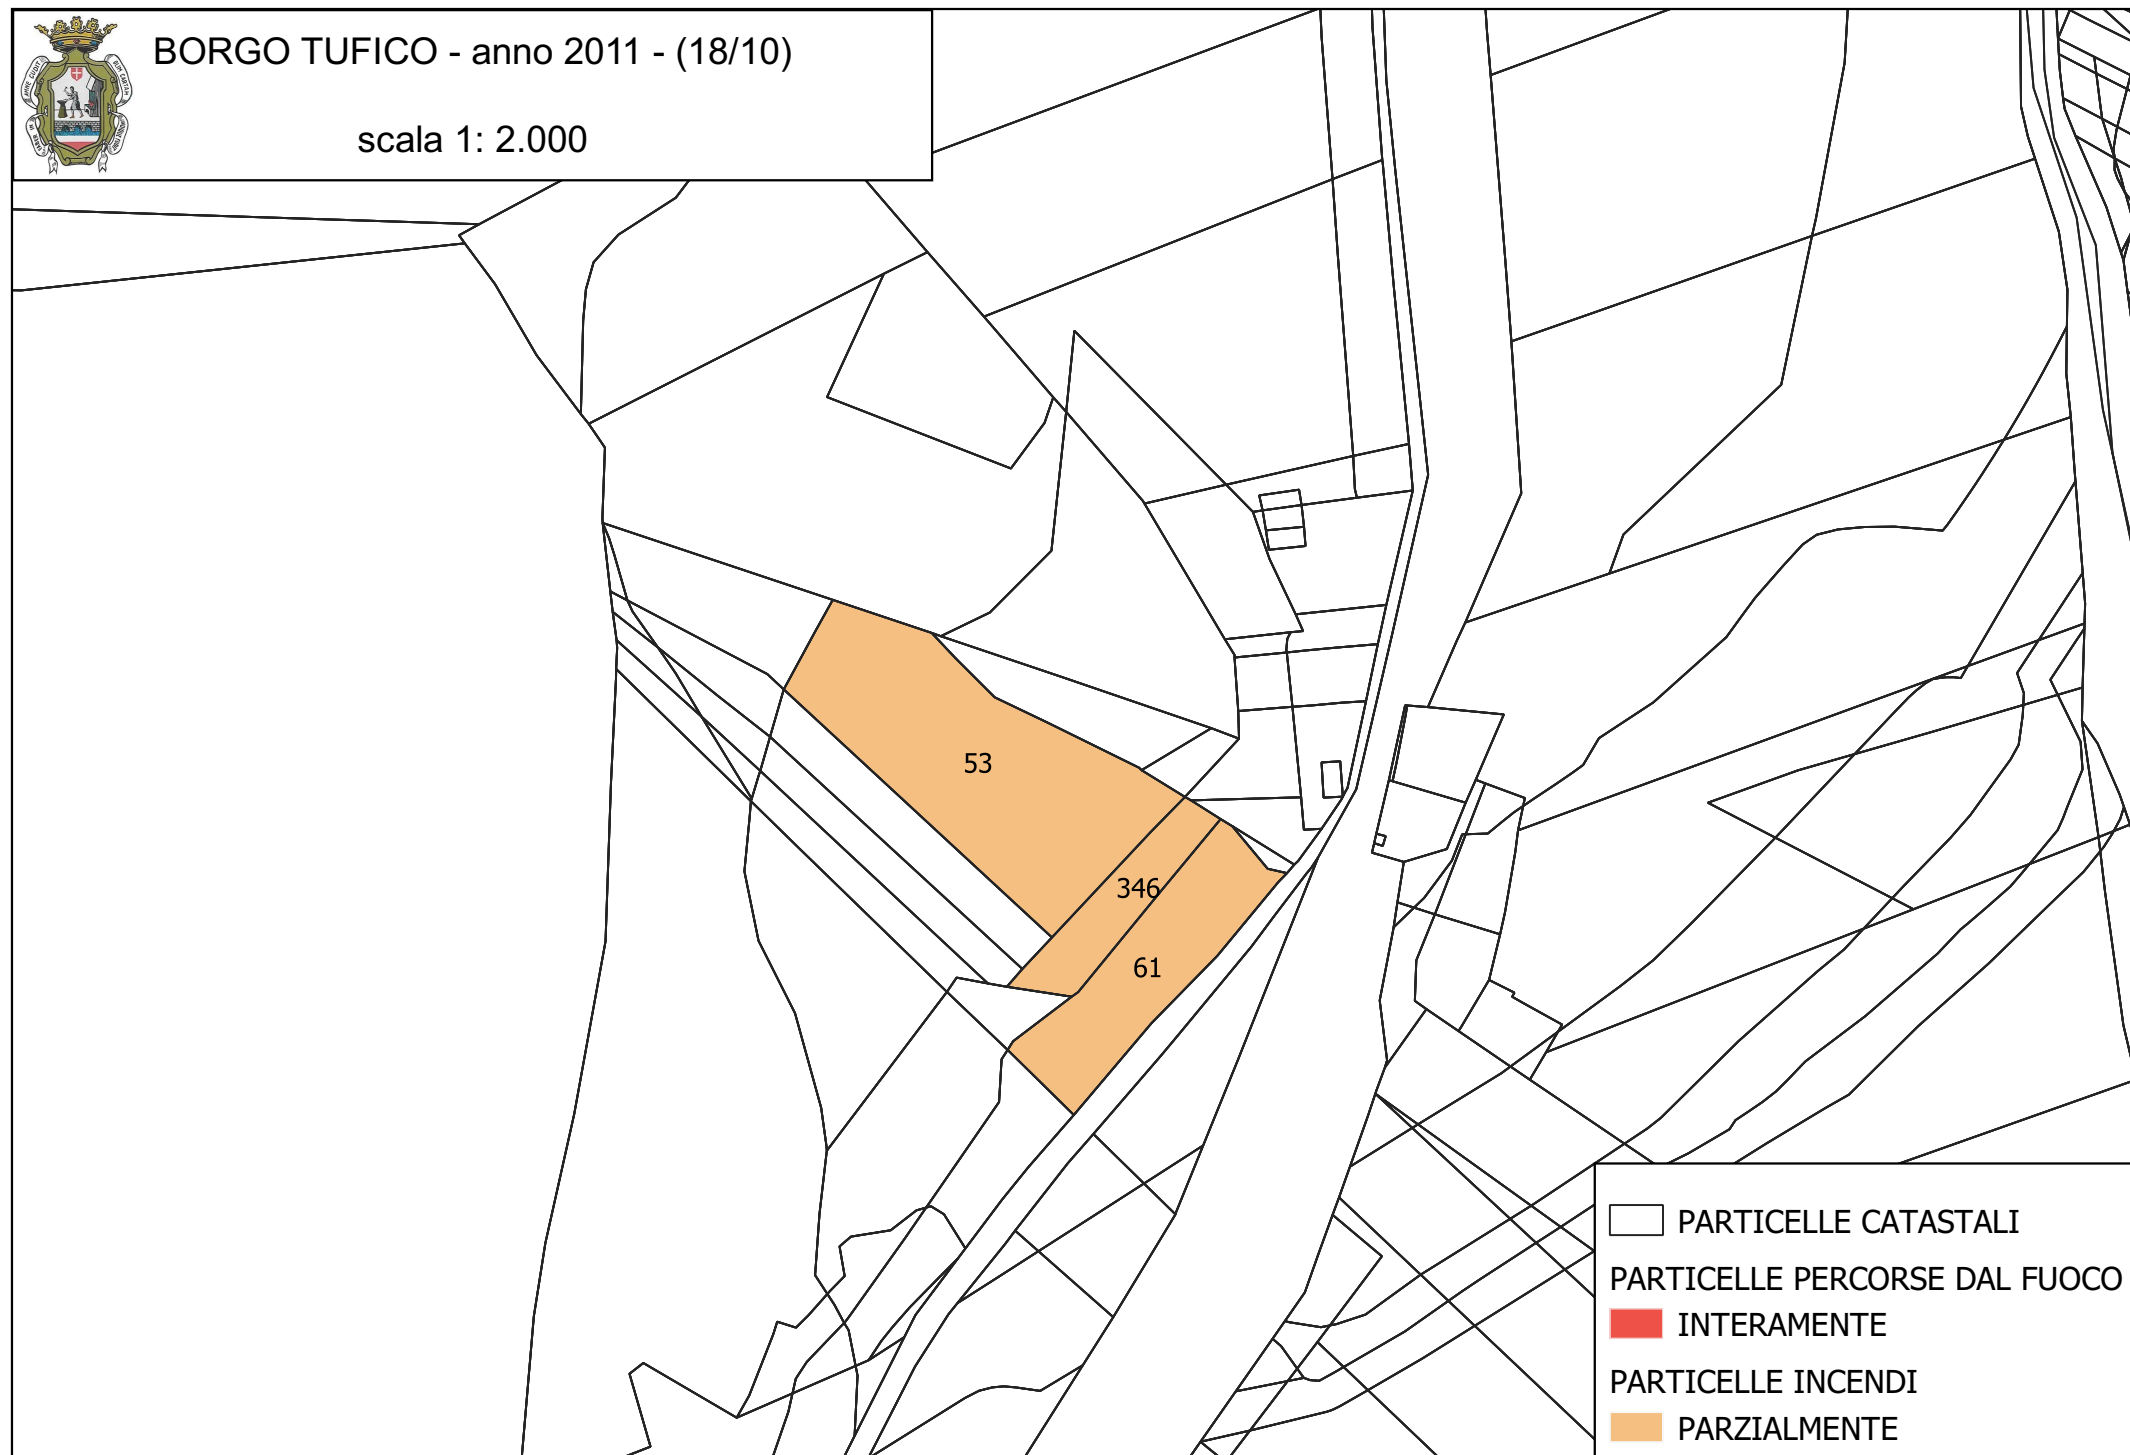 BORGO TUFICO - anno 2011 - (18/10)
scala 1: 2.000
53
346
61
PARTICELLE CATASTALI
PARTICELLE PERCORSE DAL FUOCO
INTERAMENTE
PARTICELLE INCENDI
PARZIALMENTE